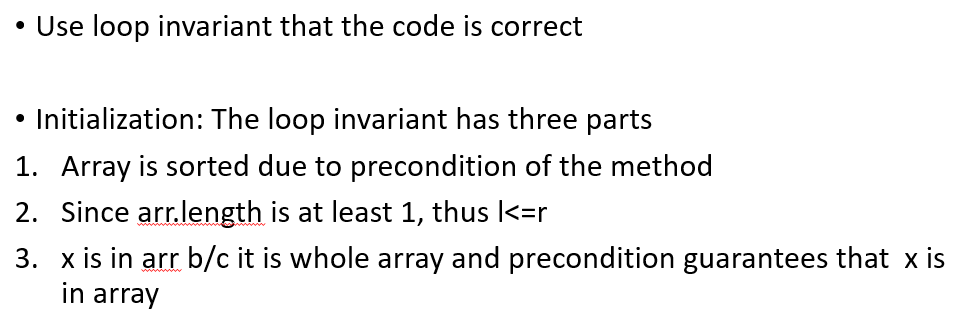 • Use loop invariant that the code is correct
• Initialization: The loop invariant has three parts
1. Array is sorted due to precondition of the method
2. Since arr.length is at least 1, thus l<=r
3. x is in arr b/c it is whole array and precondition guarantees that x is
in array